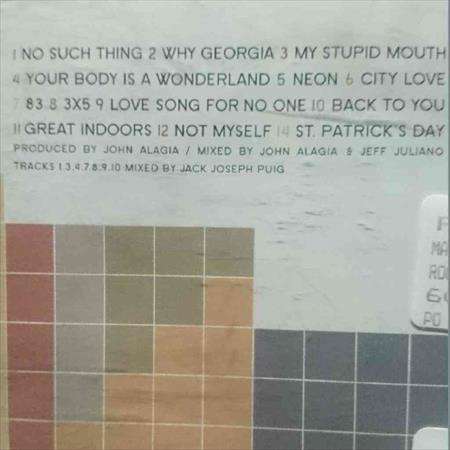 1 NO SUCH THING 2 WHY GEORGIA 3 MY STUPID MOUTH
4 YOUR BODY IS A WONDERLAND 5 NEON 6 CITY LOVE
7 83 8 3X5 9 LOVE SONG FOR NO ONE 10 BACK TO YOU
11 GREAT INDOORS 12 NOT MYSELF 14 ST. PATRICK'S DAY
PRODUCED BY JOHN ALAGIA / MIXED BY JOHN ALAGIA & JEFF JULIANO
TRACKS 1.3.4.7.8.9.10 MIXED BY JACK JOSEPH PUIG
MA
RO
PO